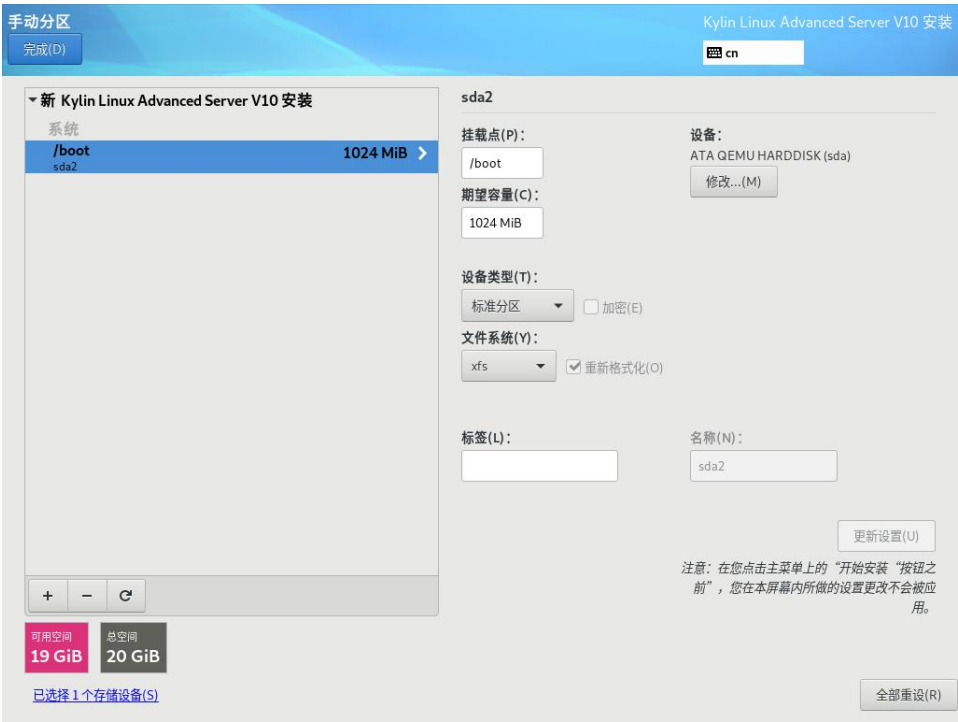 手动分区
Kylin Linux Advanced Server V10 安装
完成(D)
cn
新 Kylin Linux Advanced Server V10 安装
系统
/boot
1024 MiB
sda2
sda2
挂载点(P)：
/boot
设备：
ATA QEMU HARDDISK (sda)
修改...(M)
期望容量(C)：
1024 MiB
设备类型(T)：
标准分区
加密(E)
文件系统(Y)：
xfs
重新格式化(O)
标签(L)：
名称(N)：
sda2
更新设置(U)
注意：在您点击主菜单上的“开始安装“按钮之
前”，您在本屏幕内所做的设置更改不会被应
用。
可用空间
19 GiB
总空间
20 GiB
已选择 1 个存储设备(S)
全部重设(R)